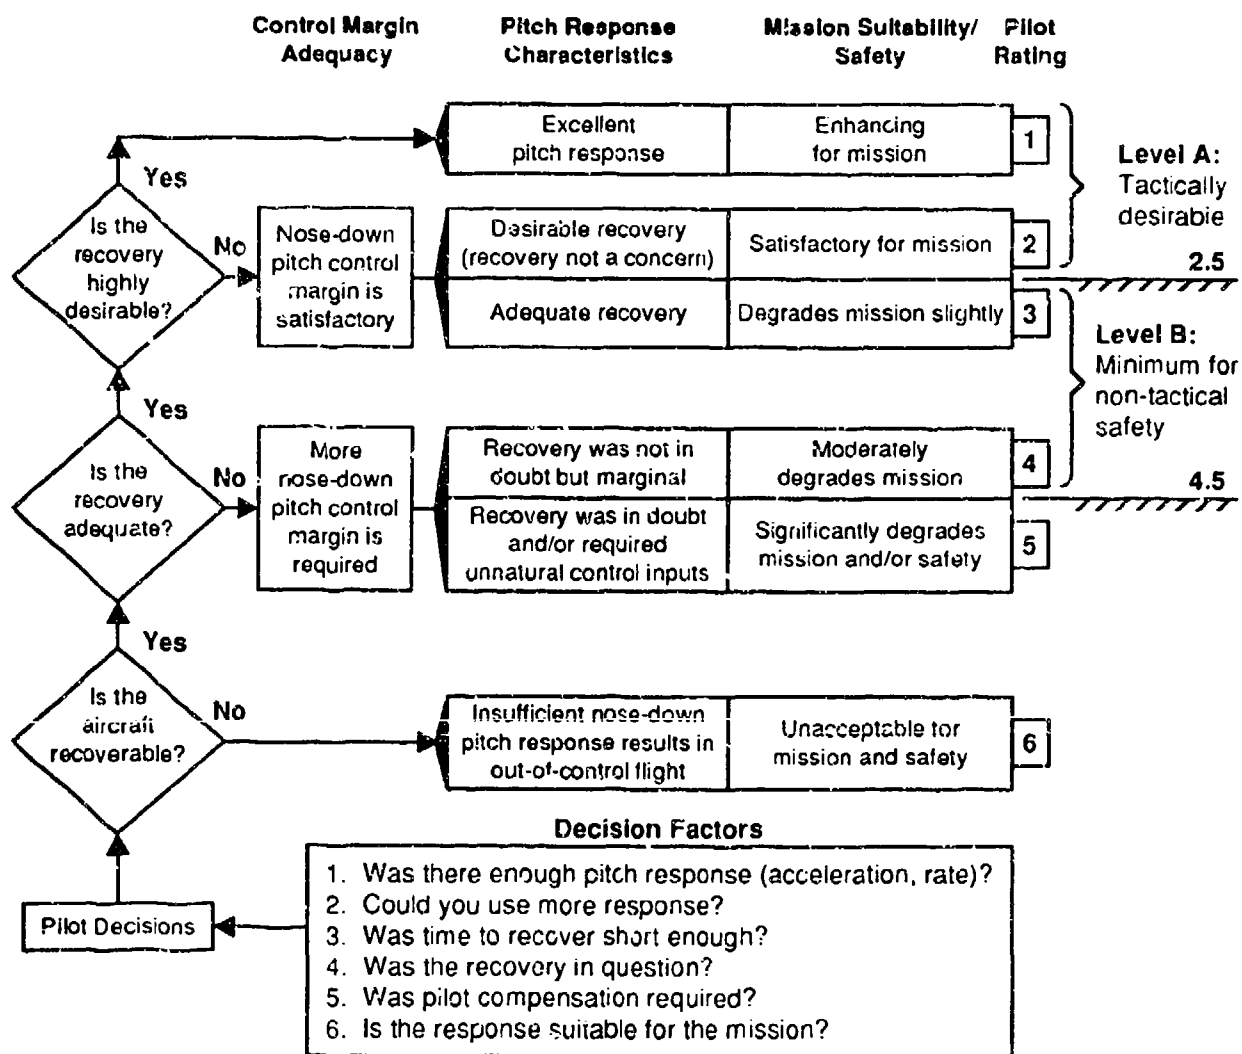 Control Margin
Adequacy
Pitch Response
Characteristics
Mission Suitability/
Safety
Pilot
Rating
Excellent
pitch response
Enhancing
for mission
1
Level A:
Tactically
desirable
2.5
Yes
Is the
recovery
highly
desirable?
No
Nose-down
pitch control
margin is
satisfactory
Desirable recovery
(recovery not a concern)
Satisfactory for mission
2
Adequate recovery
Degrades mission slightly
3
Level B:
Minimum for
non-tactical
safety
4.5
Yes
Is the
recovery
adequate?
No
More
nose-down
pitch control
margin is
required
Recovery was not in
doubt but marginal
Moderately
degrades mission
4
Recovery was in doubt
and/or required
unnatural control inputs
Significantly degrades
mission and/or safety
5
Yes
Is the
aircraft
recoverable?
No
Insufficient nose-down
pitch response results in
out-of-control flight
Unacceptable for
mission and safety
6
Pilot Decisions
Decision Factors
1. Was there enough pitch response (acceleration, rate)?
2. Could you use more response?
3. Was time to recover short enough?
4. Was the recovery in question?
5. Was pilot compensation required?
6. Is the response suitable for the mission?